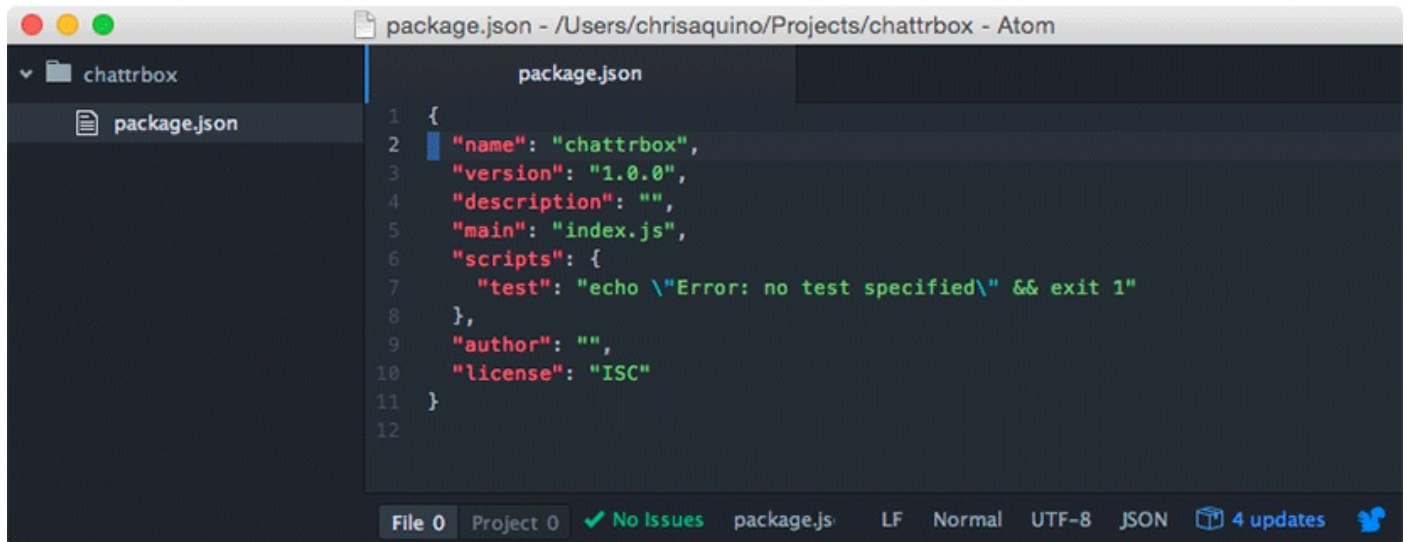 package.json - /Users/chrisaquino/Projects/chattrbox - Atom
chattrbox
package.json
package.json
1 {
2 "name": "chattrbox",
3 "version": "1.0.0",
4 "description": "",
5 "main": "index.js",
6 "scripts": {
7 "test": "echo \"Error: no test specified\" && exit 1"
8 },
9 "author": "",
10 "license": "ISC"
11 }
12
File 0 Project 0 No Issues package.js LF Normal UTF-8 JSON 4 updates